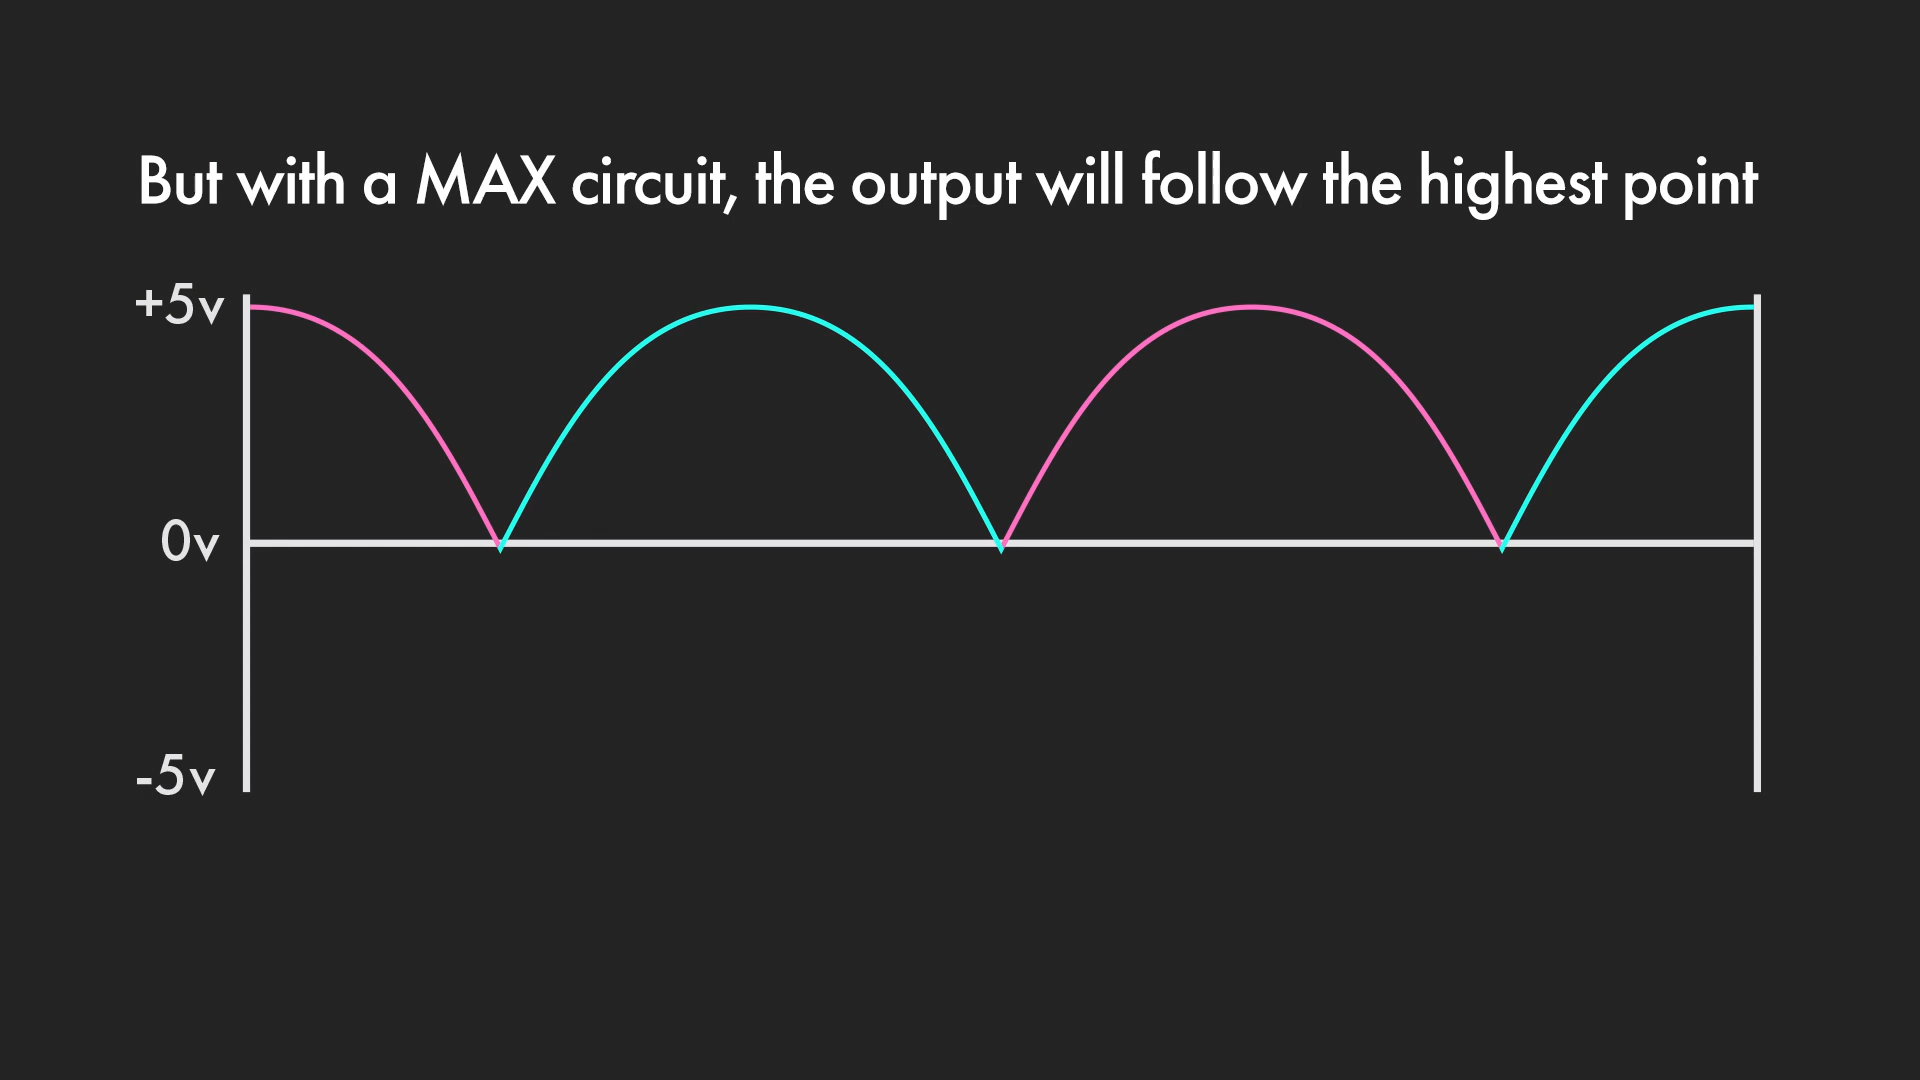 But with a MAX circuit, the output will follow the highest point
+5v
0v
-5v